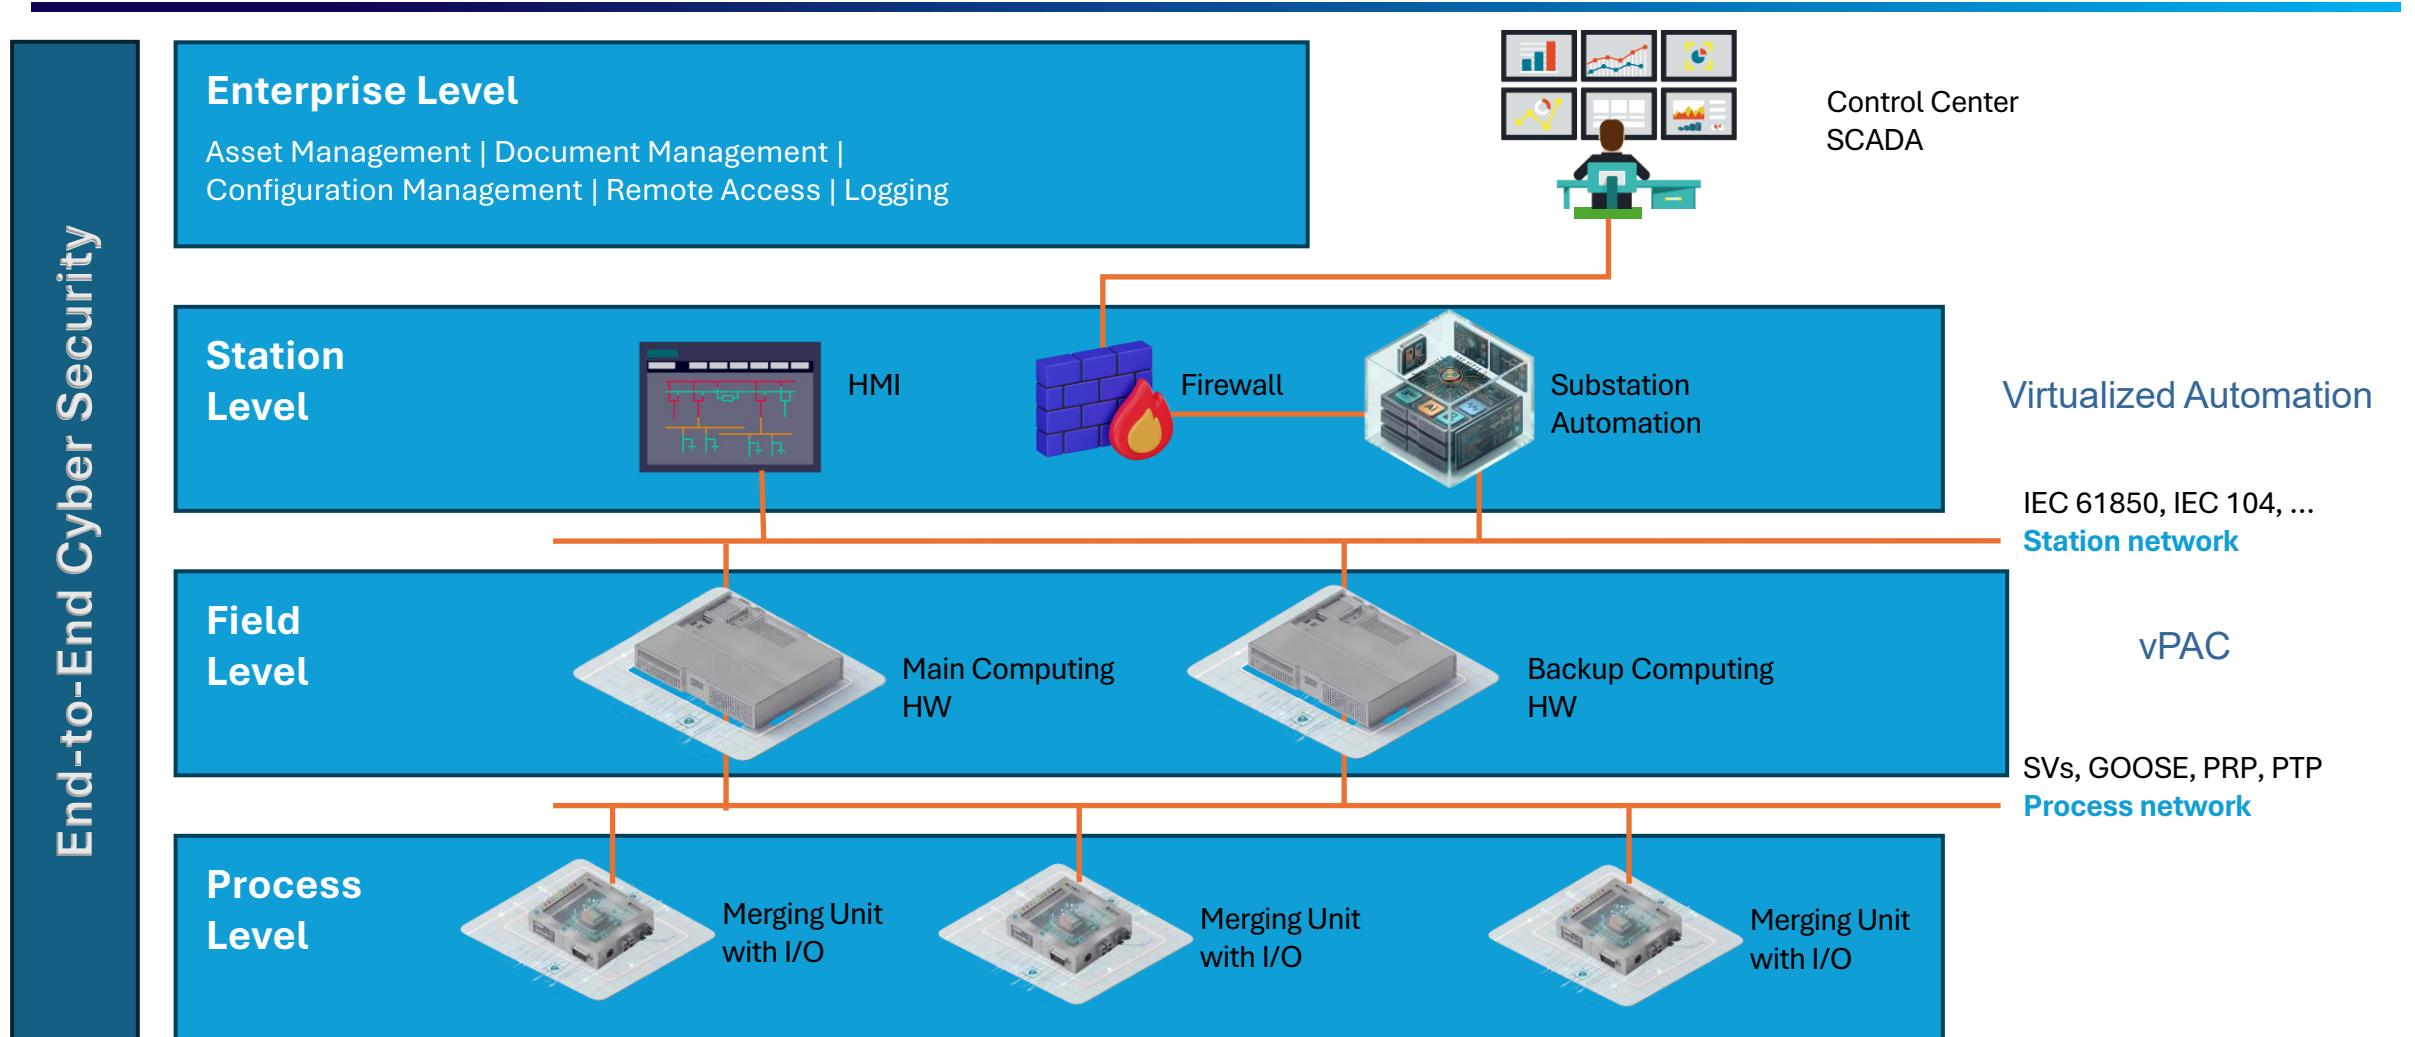 End-to-End Cyber Security
Enterprise Level
Asset Management | Document Management |
Configuration Management | Remote Access | Logging
Control Center
SCADA
Station
Level
HMI
Firewall
Substation
Automation
AI
Virtualized Automation
IEC 61850, IEC 104, ...
Station network
Field
Level
Main Computing
HW
Backup Computing
HW
vPAC
SVs, GOOSE, PRP, PTP
Process network
Process
Level
Merging Unit
with I/O
Merging Unit
with I/O
Merging Unit
with I/O